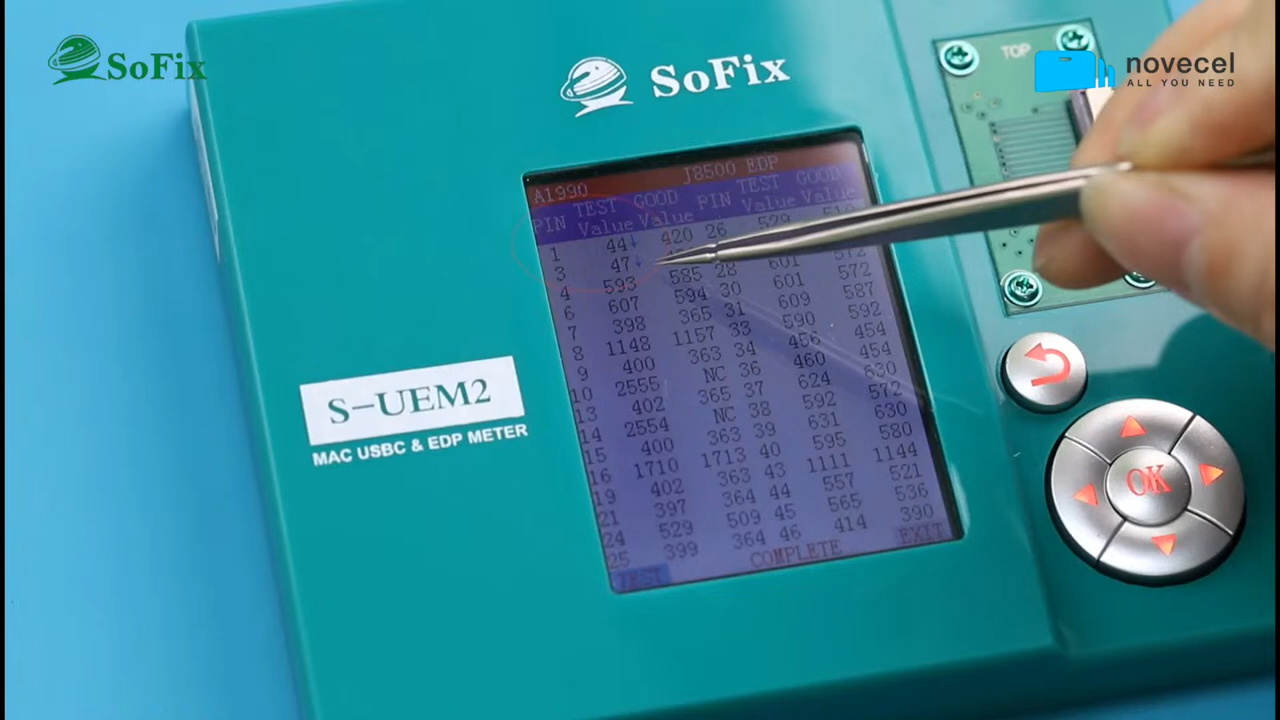 SoFix
SoFix
novecel
ALL YOU NEED
TOP
A1990 J8500 EDP
PIN TEST Value GOOD Value PIN TEST Value GOOD Value
1 44↓ 420 26 529
3 47↓
4 593 585 28 601 572
6 607 594 30 601 572
7 398 365 31 609 587
8 1148 1157 33 590 592
9 400 363 34 456 454
10 2555 NC 36 460 454
13 402 365 37 624 630
14 2554 NC 38 592 572
15 400 363 39 631 630
16 1710 1713 40 595 580
19 402 363 43 1111 1144
21 397 364 44 557 521
24 529 509 45 565 536
25 399 364 46 414 390
TEST COMPLETE EXIT
S-UEM2
MAC USBC & EDP METER
OK